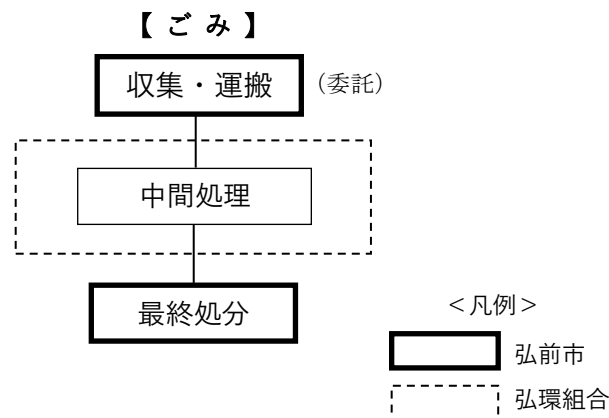 【 ご み 】
収集・運搬 （委託）
中間処理
最終処分
＜凡例＞
弘前市
弘環組合